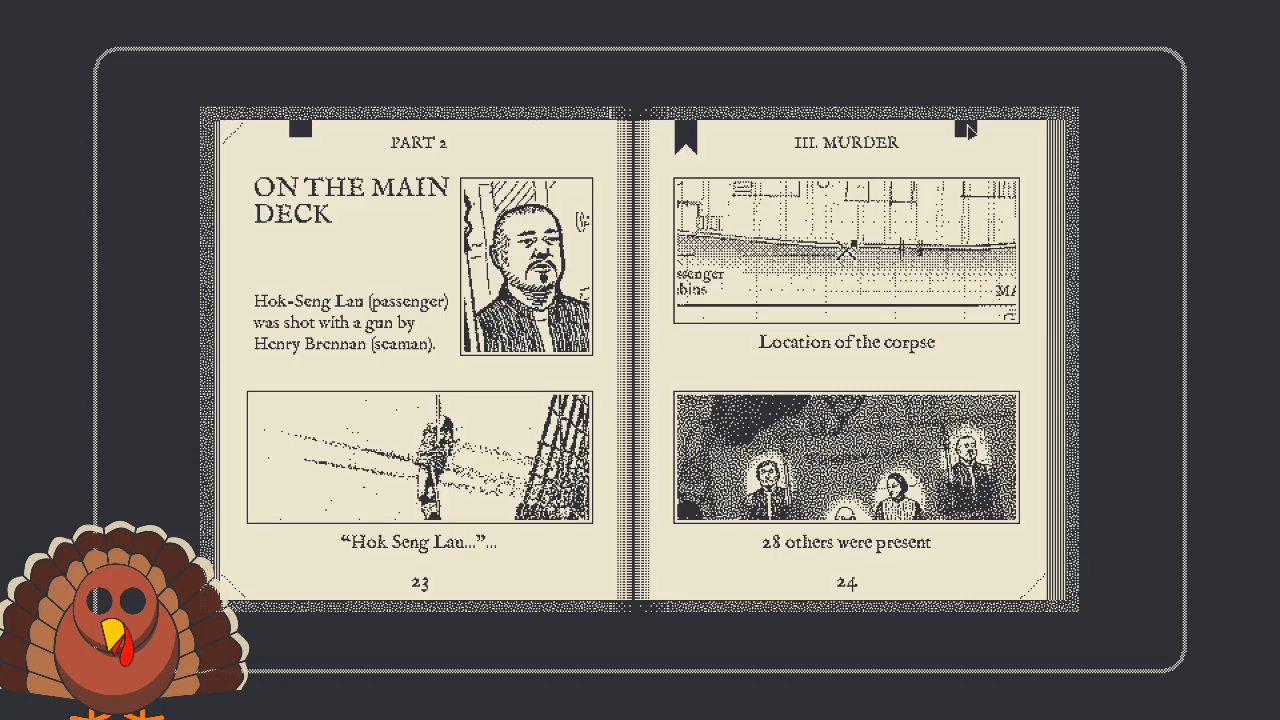 PART 2
ON THE MAIN
DECK
Hok-Seng Lau (passenger)
was shot with a gun by
Henry Brennan (seaman).
“Hok Seng Lau...”...
23
III. MURDER
ssenger
bins
MA
Location of the corpse
28 others were present
24